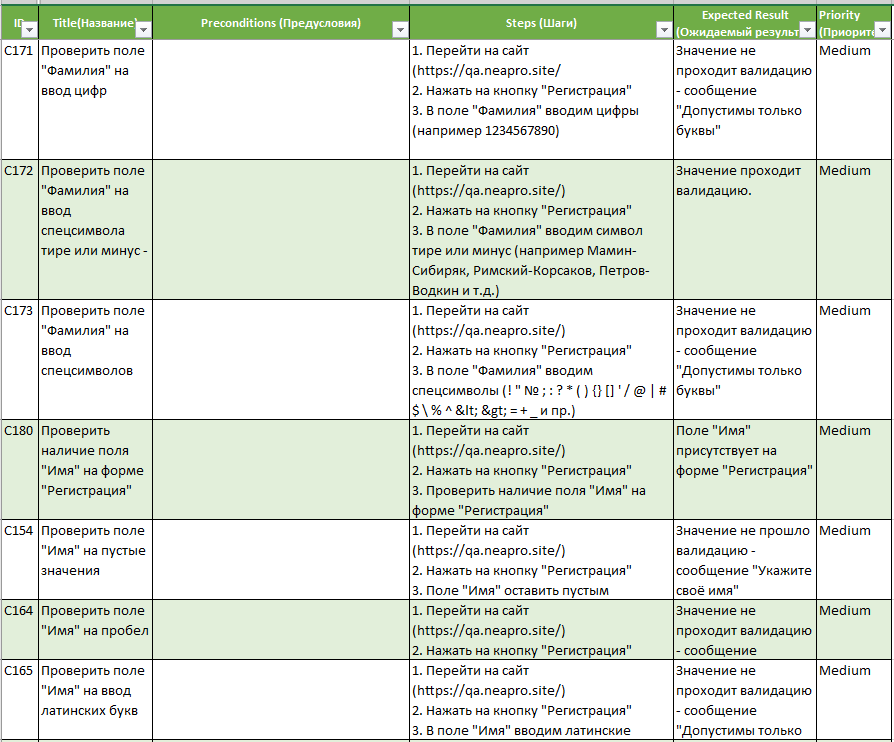 ID
Title(Название)
Preconditions (Предусловия)
Steps (Шаги)
Expected Result
(Ожидаемый результ
Priority
(Приорите
C171
Проверить поле
"Фамилия" на
ввод цифр
1. Перейти на сайт
(https://qa.neapro.site/
2. Нажать на кнопку "Регистрация"
3. В поле "Фамилия" вводим цифры
(например 1234567890)
Значение не
проходит валидацию
- сообщение
"Допустимы только
буквы"
Medium
C172
Проверить поле
"Фамилия" на
ввод
спецсимвола
тире или минус -
1. Перейти на сайт
(https://qa.neapro.site/)
2. Нажать на кнопку "Регистрация"
3. В поле "Фамилия" вводим символ
тире или минус (например Мамин-
Сибиряк, Римский-Корсаков, Петров-
Водкин и т.д.)
Значение проходит
валидацию.
Medium
C173
Проверить поле
"Фамилия" на
ввод
спецсимволов
1. Перейти на сайт
(https://qa.neapro.site/)
2. Нажать на кнопку "Регистрация"
3. В поле "Фамилия" вводим
спецсимволы (! " № ; : ? * ( ) {} [] ' / @ | #
$ \ % ^ &lt; &gt; = + _ и пр.)
Значение не
проходит валидацию
- сообщение
"Допустимы только
буквы"
Medium
C180
Проверить
наличие поля
"Имя" на форме
"Регистрация"
1. Перейти на сайт
(https://qa.neapro.site/)
2. Нажать на кнопку "Регистрация"
3. Проверить наличие поля "Имя" на
форме "Регистрация"
Поле "Имя"
присутствует на
форме "Регистрация"
Medium
C154
Проверить поле
"Имя" на пустые
значения
1. Перейти на сайт
(https://qa.neapro.site/)
2. Нажать на кнопку "Регистрация"
3. Поле "Имя" оставить пустым
Значение не прошло
валидацию -
сообщение "Укажите
своё имя"
Medium
C164
Проверить поле
"Имя" на пробел
1. Перейти на сайт
(https://qa.neapro.site/)
2. Нажать на кнопку "Регистрация"
Значение не
проходит валидацию
- сообщение
Medium
C165
Проверить поле
"Имя" на ввод
латинских букв
1. Перейти на сайт
(https://qa.neapro.site/)
2. Нажать на кнопку "Регистрация"
3. В поле "Имя" вводим латинские
Значение не
проходит валидацию
- сообщение
"Допустимы только
Medium